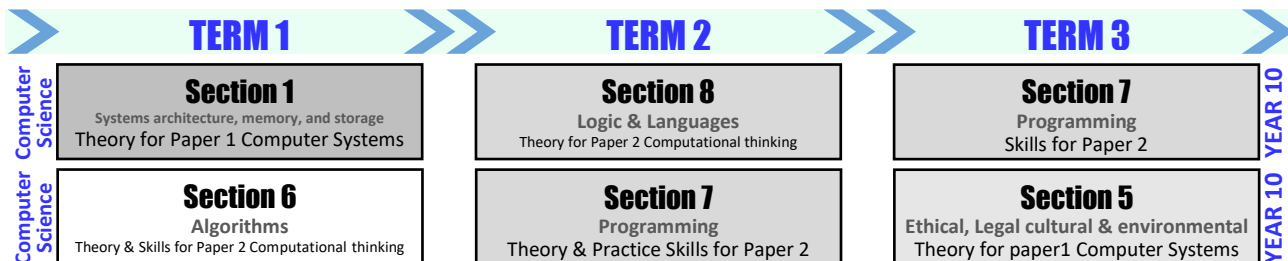 TERM 1
TERM 2
TERM 3
Computer
Science
Section 1
Systems architecture, memory, and storage
Theory for Paper 1 Computer Systems
Section 8
Logic & Languages
Theory for Paper 2 Computational thinking
Section 7
Programming
Skills for Paper 2
YEAR 10
Computer
Science
Section 6
Algorithms
Theory & Skills for Paper 2 Computational thinking
Section 7
Programming
Theory & Practice Skills for Paper 2
Section 5
Ethical, Legal cultural & environmental
Theory for paper1 Computer Systems
YEAR 10